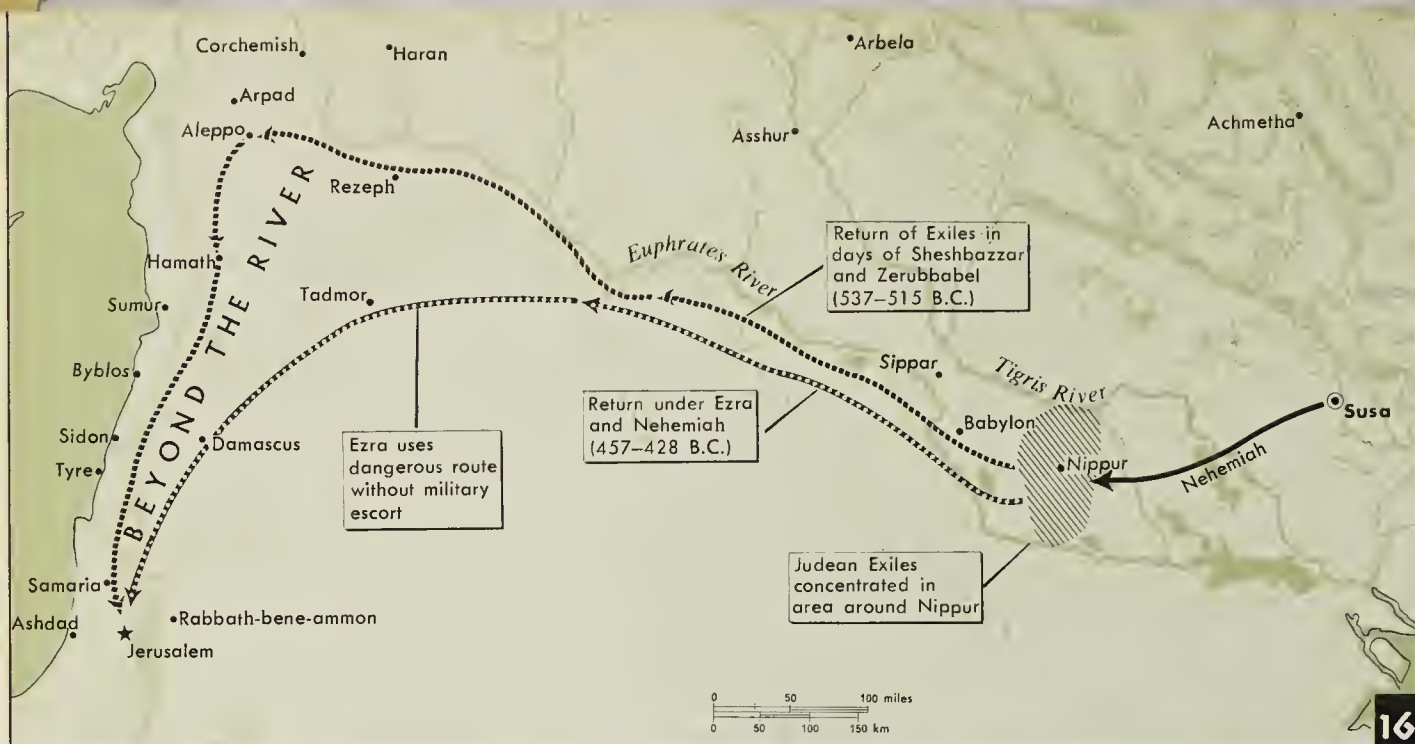 Corchemish
Haran
Arbela
Arpad
Achmetha
Aleppo
Asshur
Rezeph
BEYOND THE RIVER
Euphrates River
Return of Exiles in
days of Sheshbazzar
and Zerubbabel
(537–515 B.C.)
Hamath
Tadmor
Sumur
Byblos
Sippar
Tigris River
Return under Ezra
and Nehemiah
(457–428 B.C.)
Susa
Babylon
Sidon
Damascus
Ezra uses
dangerous route
without military
escort
Tyre
Nippur
Nehemiah
Judean Exiles
concentrated in
area around Nippur
Samaria
Ashdad
Rabbath-bene-ammon
Jerusalem
0 50 100 miles
0 50 100 150 km
16